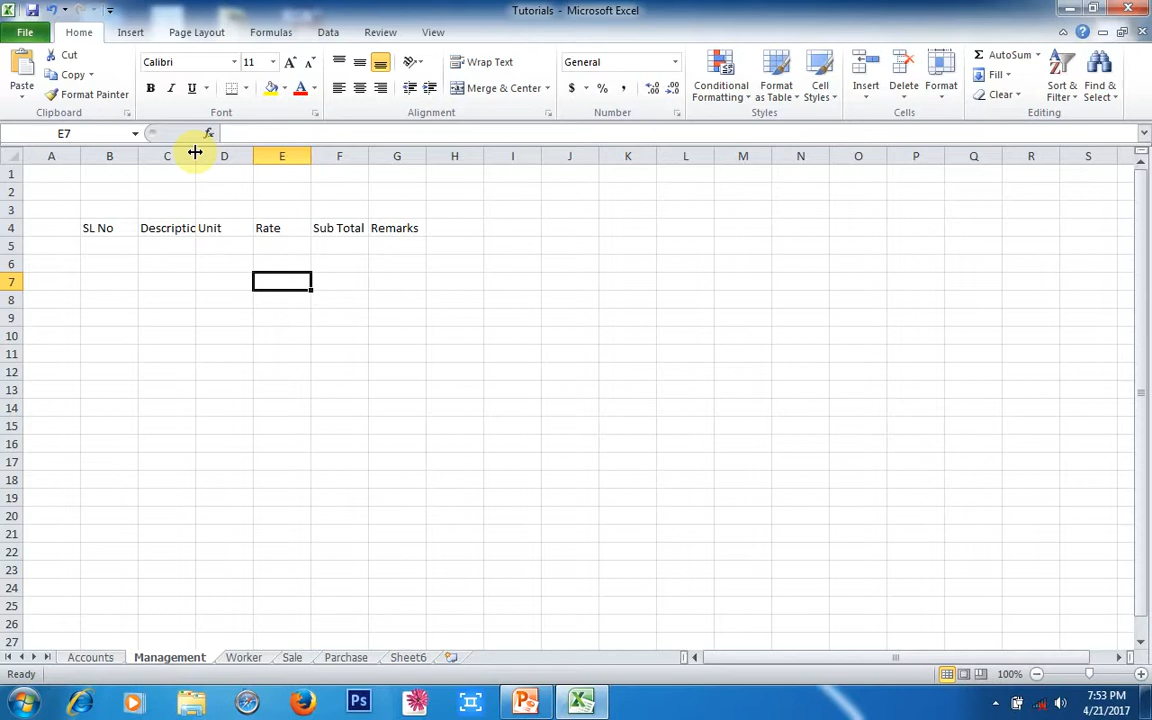 Tutorials - Microsoft Excel
File Home Insert Page Layout Formulas Data Review View
Cut
Copy
Format Painter
Paste
Clipboard
Calibri 11
B I U A
Font
Wrap Text
Merge & Center
Alignment
General
$ % ,
Number
Conditional Formatting
Format as Table
Cell Styles
Styles
Insert Delete Format
Cells
AutoSum
Fill
Clear
Sort & Filter
Find & Select
Editing
E7 fx
A B C D E F G H I J K L M N O P Q R S
1
2
3
4 SL No Descriptic Unit Rate Sub Total Remarks
5
6
7
8
9
10
11
12
13
14
15
16
17
18
19
20
21
22
23
24
25
26
27
Accounts Management Worker Sale Parchase Sheet6
Ready 100%
Ps
7:53 PM
4/21/2017